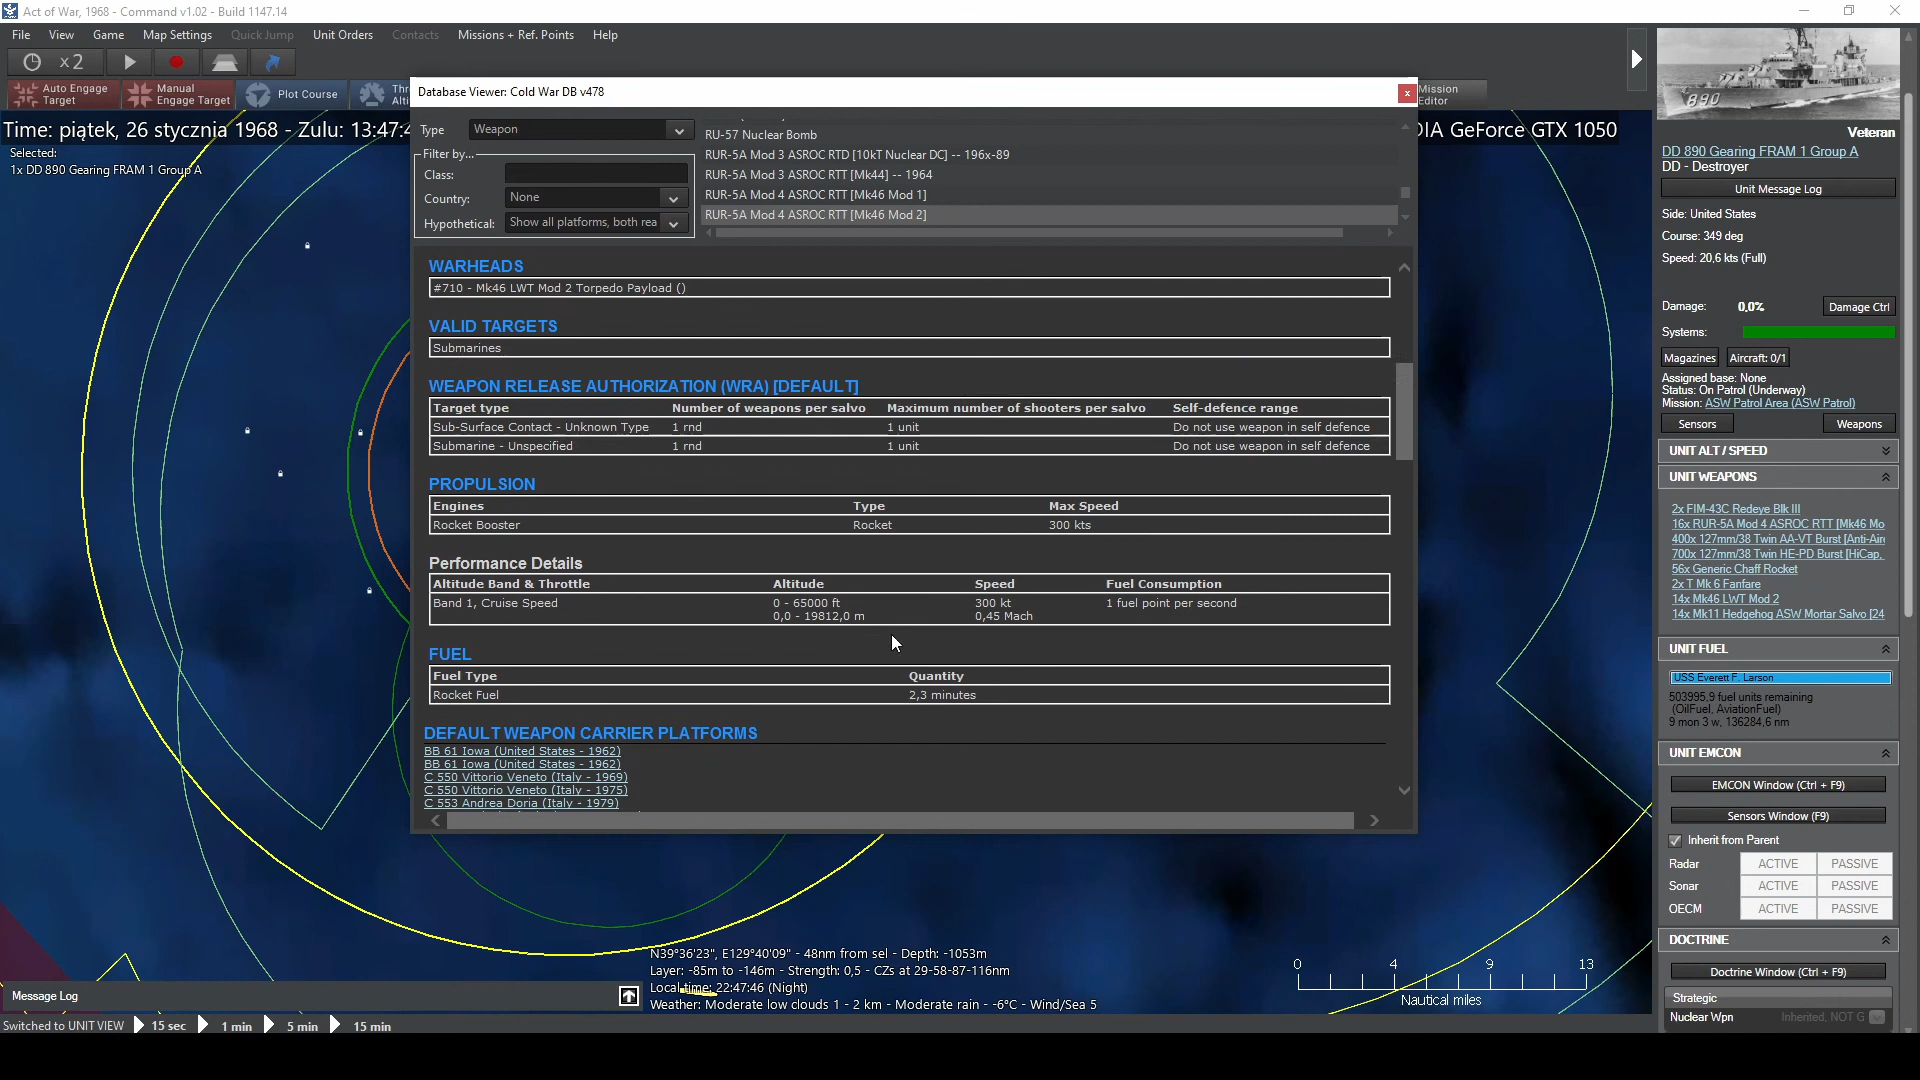 Act of War, 1968 - Command v1.02 - Build 1147.14
File View Game Map Settings Quick Jump Unit Orders Contacts Missions + Ref. Points Help
x 2
Auto Engage Target
Manual Engage Target
Plot Course
Mission Editor
Time: piątek, 26 stycznia 1968 - Zulu: 13:47:4
DIA GeForce GTX 1050
Selected:
1x DD 890 Gearing FRAM 1 Group A
Database Viewer: Cold War DB v478
Type Weapon
Filter by...
Class:
Country: None
Hypothetical: Show all platforms, both rea
RU-57 Nuclear Bomb
RUR-5A Mod 3 ASROC RTD [10kT Nuclear DC] -- 196x-89
RUR-5A Mod 3 ASROC RTT [Mk44] -- 1964
RUR-5A Mod 4 ASROC RTT [Mk46 Mod 1]
RUR-5A Mod 4 ASROC RTT [Mk46 Mod 2]
WARHEADS
#710 - Mk46 LWT Mod 2 Torpedo Payload ()
VALID TARGETS
Submarines
WEAPON RELEASE AUTHORIZATION (WRA) [DEFAULT]
Target type Number of weapons per salvo Maximum number of shooters per salvo Self-defence range
Sub-Surface Contact - Unknown Type 1 rnd 1 unit Do not use weapon in self defence
Submarine - Unspecified 1 rnd 1 unit Do not use weapon in self defence
PROPULSION
Engines Type Max Speed
Rocket Booster Rocket 300 kts
Performance Details
Altitude Band & Throttle Altitude Speed Fuel Consumption
Band 1, Cruise Speed 0 - 65000 ft 300 kt 1 fuel point per second
0,0 - 19812,0 m 0,45 Mach
FUEL
Fuel Type Quantity
Rocket Fuel 2,3 minutes
DEFAULT WEAPON CARRIER PLATFORMS
BB 61 Iowa (United States - 1962)
BB 61 Iowa (United States - 1962)
C 550 Vittorio Veneto (Italy - 1969)
C 550 Vittorio Veneto (Italy - 1975)
C 553 Andrea Doria (Italy - 1979)
N39°36'23", E129°40'09" - 48nm from sel - Depth: -1053m
Layer: -85m to -146m - Strength: 0,5 - CZs at 29-58-87-116nm
Local time: 22:47:46 (Night)
Weather: Moderate low clouds 1 - 2 km - Moderate rain - -6°C - Wind/Sea 5
0 4 9 13
Nautical miles
Message Log
Switched to UNIT VIEW 15 sec 1 min 5 min 15 min
890
Veteran
DD 890 Gearing FRAM 1 Group A
DD - Destroyer
Unit Message Log
Side: United States
Course: 349 deg
Speed: 20,6 kts (Full)
Damage: 0.0% Damage Ctrl
Systems:
Magazines Aircraft: 0/1
Assigned base: None
Status: On Patrol (Underway)
Mission: ASW Patrol Area (ASW Patrol)
Sensors Weapons
UNIT ALT / SPEED
UNIT WEAPONS
2x FIM-43C Redeye Blk III
16x RUR-5A Mod 4 ASROC RTT [Mk46 Mo
400x 127mm/38 Twin AA-VT Burst [Anti-Air
700x 127mm/38 Twin HE-PD Burst [HiCap,
56x Generic Chaff Rocket
2x T Mk 6 Fanfare
14x Mk46 LWT Mod 2
14x Mk11 Hedgehog ASW Mortar Salvo [24
UNIT FUEL
USS Everett F. Larson
503995,9 fuel units remaining
(OilFuel, AviationFuel)
9 mon 3 w, 136284,6 nm
UNIT EMCON
EMCON Window (Ctrl + F9)
Sensors Window (F9)
Inherit from Parent
Radar ACTIVE PASSIVE
Sonar ACTIVE PASSIVE
OECM ACTIVE PASSIVE
DOCTRINE
Doctrine Window (Ctrl + F9)
Strategic
Nuclear Wpn Inherited, NOT G